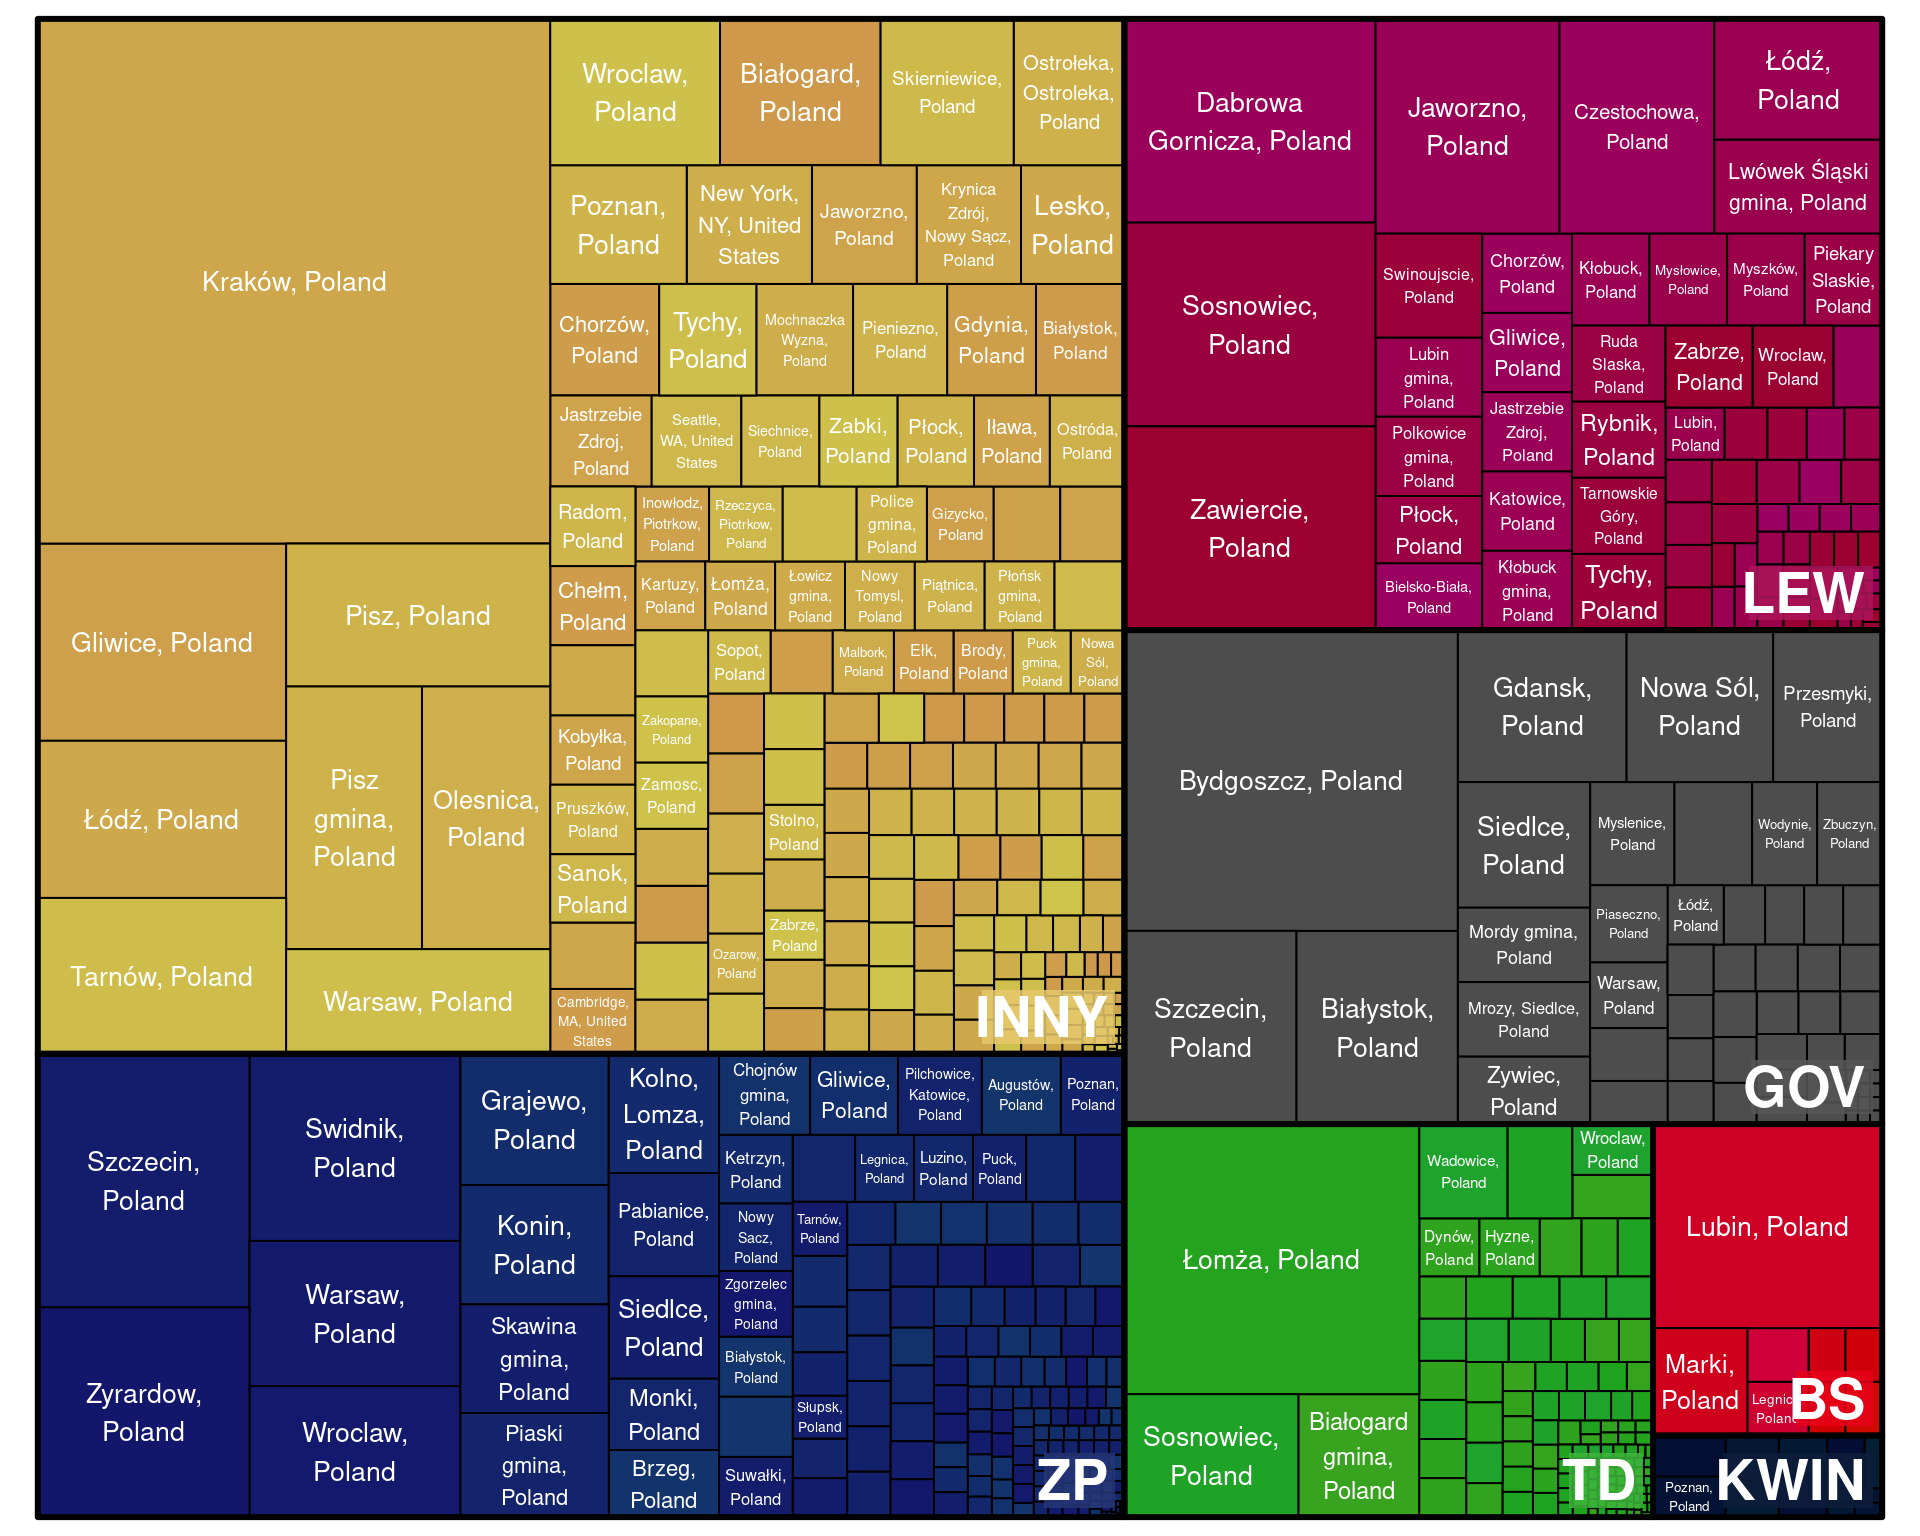 Kraków, Poland
Gliwice, Poland
Łódź, Poland
Tarnów, Poland
Pisz, Poland
Pisz
gmina,
Poland
Olesnica,
Poland
Warsaw, Poland
Wroclaw,
Poland
Białogard,
Poland
Skierniewice,
Poland
Ostrołeka,
Ostroleka,
Poland
Poznan,
Poland
New York,
NY, United
States
Jaworzno,
Poland
Krynica
Zdrój,
Nowy Sącz,
Poland
Lesko,
Poland
Chorzów,
Poland
Tychy,
Poland
Mochnaczka
Wyzna,
Poland
Pieniezno,
Poland
Gdynia,
Poland
Białystok,
Poland
Jastrzebie
Zdroj,
Poland
Seattle,
WA, United
States
Siechnice,
Poland
Zabki,
Poland
Płock,
Poland
Iława,
Poland
Ostróda,
Poland
Radom,
Poland
Inowłodz,
Piotrkow,
Poland
Rzeczyca,
Piotrkow,
Poland
Police
gmina,
Poland
Gizycko,
Poland
Chełm,
Poland
Kartuzy,
Poland
Łomża,
Poland
Łowicz
gmina,
Poland
Nowy
Tomysl,
Poland
Piątnica,
Poland
Płońsk
gmina,
Poland
Sopot,
Poland
Malbork,
Poland
Ełk,
Poland
Brody,
Poland
Puck
gmina,
Poland
Nowa
Sól,
Poland
Kobyłka,
Poland
Zakopane,
Poland
Zamosc,
Poland
Pruszków,
Poland
Stolno,
Poland
Sanok,
Poland
Zabrze,
Poland
Ozarow,
Poland
Cambridge,
MA, United
States
INNY
Dabrowa
Gornicza, Poland
Sosnowiec,
Poland
Zawiercie,
Poland
Jaworzno,
Poland
Czestochowa,
Poland
Łódź,
Poland
Lwówek Śląski
gmina, Poland
Swinoujscie,
Poland
Chorzów,
Poland
Kłobuck,
Poland
Mysłowice,
Poland
Myszków,
Poland
Piekary
Slaskie,
Poland
Lubin
gmina,
Poland
Gliwice,
Poland
Ruda
Slaska,
Poland
Zabrze,
Poland
Wroclaw,
Poland
Polkowice
gmina,
Poland
Jastrzebie
Zdroj,
Poland
Rybnik,
Poland
Lubin,
Poland
Płock,
Poland
Katowice,
Poland
Tarnowskie
Góry,
Poland
Bielsko-Biała,
Poland
Kłobuck
gmina,
Poland
Tychy,
Poland
LEW
Bydgoszcz, Poland
Szczecin,
Poland
Białystok,
Poland
Gdansk,
Poland
Nowa Sól,
Poland
Przesmyki,
Poland
Siedlce,
Poland
Myslenice,
Poland
Wodynie,
Poland
Zbuczyn,
Poland
Mordy gmina,
Poland
Piaseczno,
Poland
Łódź,
Poland
Mrozy, Siedlce,
Poland
Warsaw,
Poland
Zywiec,
Poland
GOV
Szczecin,
Poland
Zyrardow,
Poland
Swidnik,
Poland
Warsaw,
Poland
Wroclaw,
Poland
Grajewo,
Poland
Konin,
Poland
Skawina
gmina,
Poland
Piaski
gmina,
Poland
Kolno,
Lomza,
Poland
Pabianice,
Poland
Siedlce,
Poland
Monki,
Poland
Brzeg,
Poland
Chojnów
gmina,
Poland
Gliwice,
Poland
Pilchowice,
Katowice,
Poland
Augustów,
Poland
Poznan,
Poland
Ketrzyn,
Poland
Legnica,
Poland
Luzino,
Poland
Puck,
Poland
Nowy
Sacz,
Poland
Tarnów,
Poland
Zgorzelec
gmina,
Poland
Białystok,
Poland
Słupsk,
Poland
Suwałki,
Poland
ZP
Łomża, Poland
Sosnowiec,
Poland
Białogard
gmina,
Poland
Wadowice,
Poland
Wroclaw,
Poland
Dynów,
Poland
Hyzne,
Poland
TD
Lubin, Poland
Marki,
Poland
BS
Poznan,
Poland
KWIN